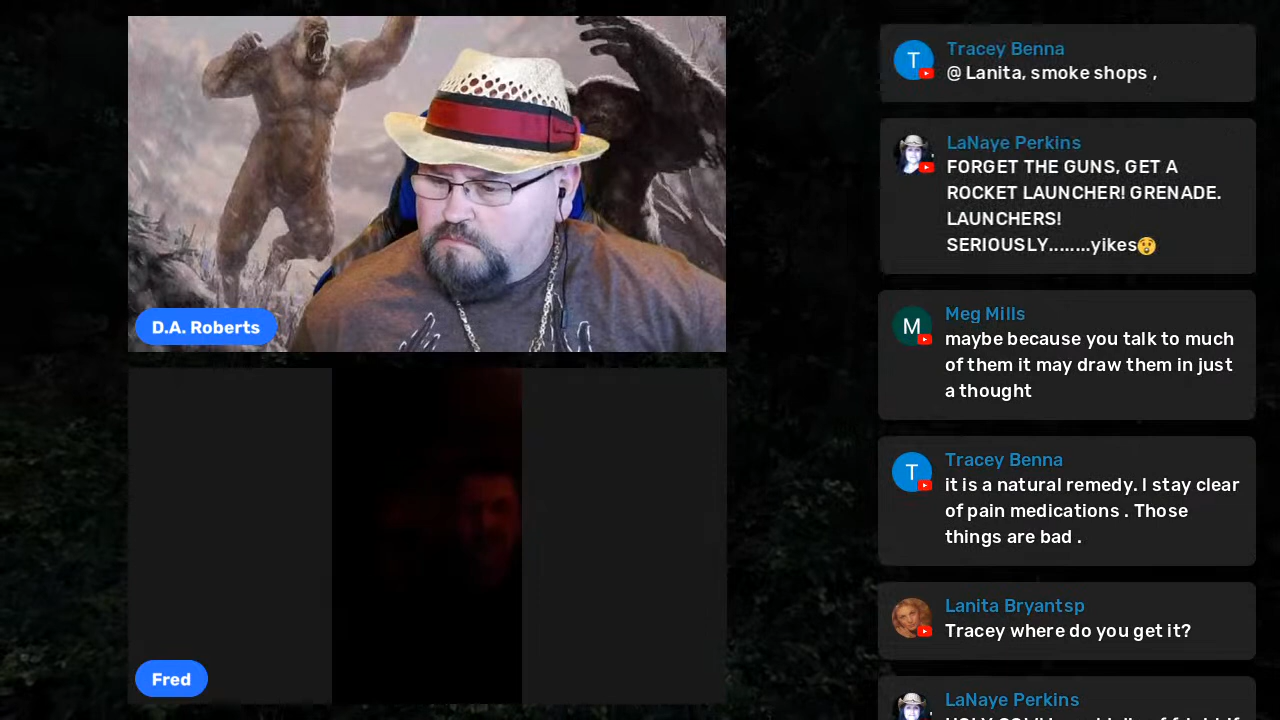 D.A. Roberts
Fred
Tracey Benna
@ Lanita, smoke shops ,
LaNaye Perkins
FORGET THE GUNS, GET A
ROCKET LAUNCHER! GRENADE.
LAUNCHERS!
SERIOUSLY........yikes😲
Meg Mills
maybe because you talk to much
of them it may draw them in just
a thought
Tracey Benna
it is a natural remedy. I stay clear
of pain medications . Those
things are bad .
Lanita Bryantsp
Tracey where do you get it?
LaNaye Perkins